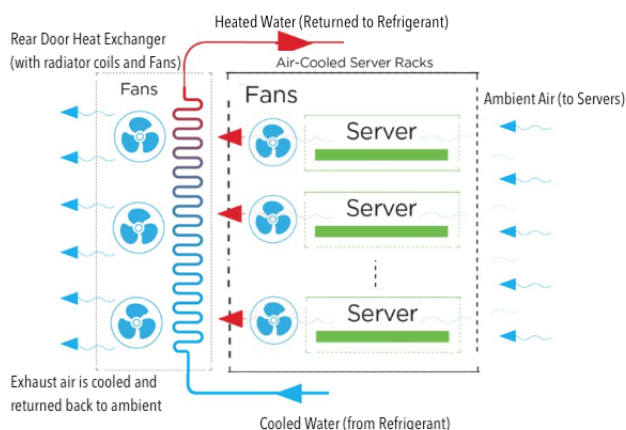 Heated Water (Returned to Refrigerant)
Rear Door Heat Exchanger
(with radiator coils and Fans)
Air-Cooled Server Racks
Fans
Fans
Ambient Air (to Servers)
Server
Server
Server
Exhaust air is cooled and
returned back to ambient
Cooled Water (from Refrigerant)